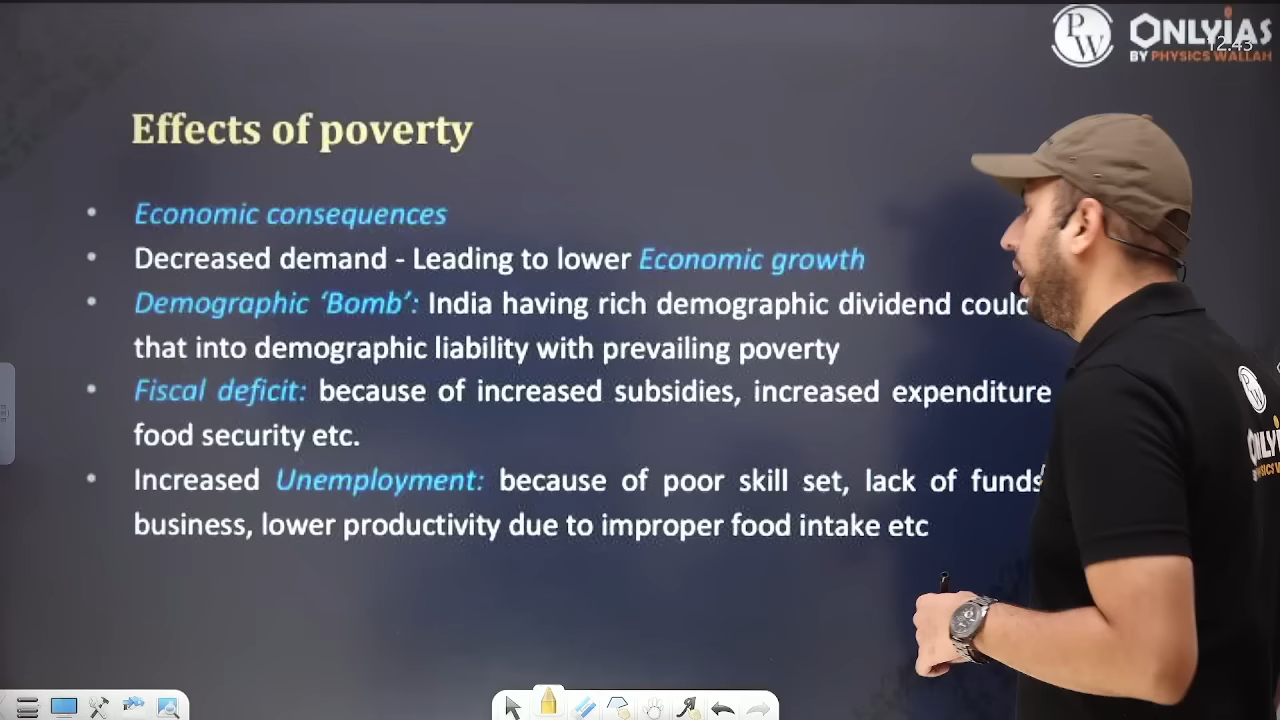 PW
ONLYIAS
BY PHYSICS WALLAH
12:43
Effects of poverty
• Economic consequences
• Decreased demand - Leading to lower Economic growth
• Demographic ‘Bomb’: India having rich demographic dividend could
that into demographic liability with prevailing poverty
• Fiscal deficit: because of increased subsidies, increased expenditure
food security etc.
• Increased Unemployment: because of poor skill set, lack of funds
business, lower productivity due to improper food intake etc